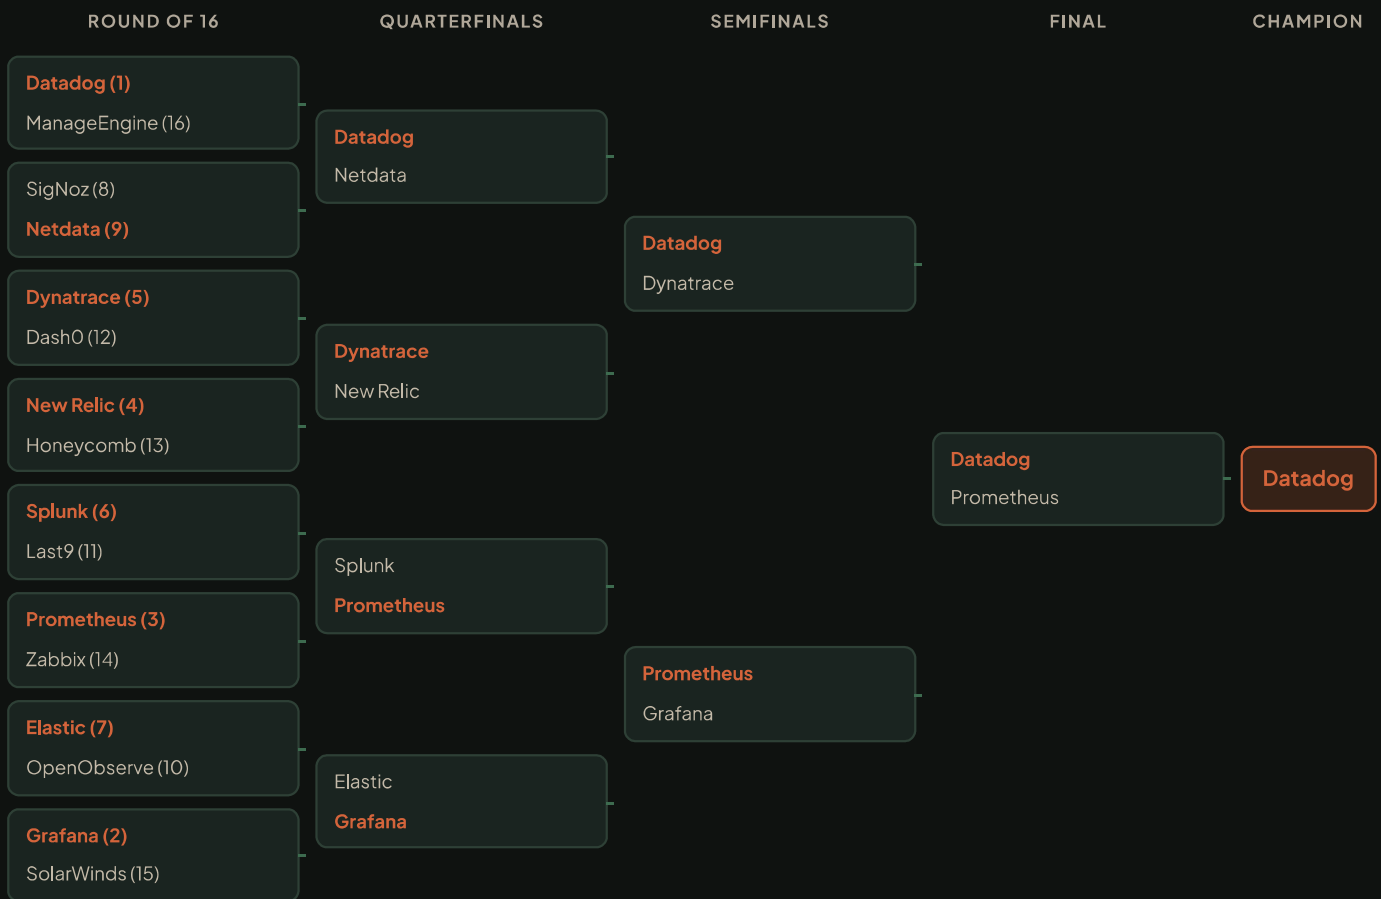 ROUND OF 16
QUARTERFINALS
SEMIFINALS
FINAL
CHAMPION
Datadog (1)
ManageEngine (16)
SigNoz (8)
Netdata (9)
Dynatrace (5)
Dash0 (12)
New Relic (4)
Honeycomb (13)
Splunk (6)
Last9 (11)
Prometheus (3)
Zabbix (14)
Elastic (7)
OpenObserve (10)
Grafana (2)
SolarWinds (15)
Datadog
Netdata
Dynatrace
New Relic
Splunk
Prometheus
Elastic
Grafana
Datadog
Dynatrace
Prometheus
Grafana
Datadog
Prometheus
Datadog